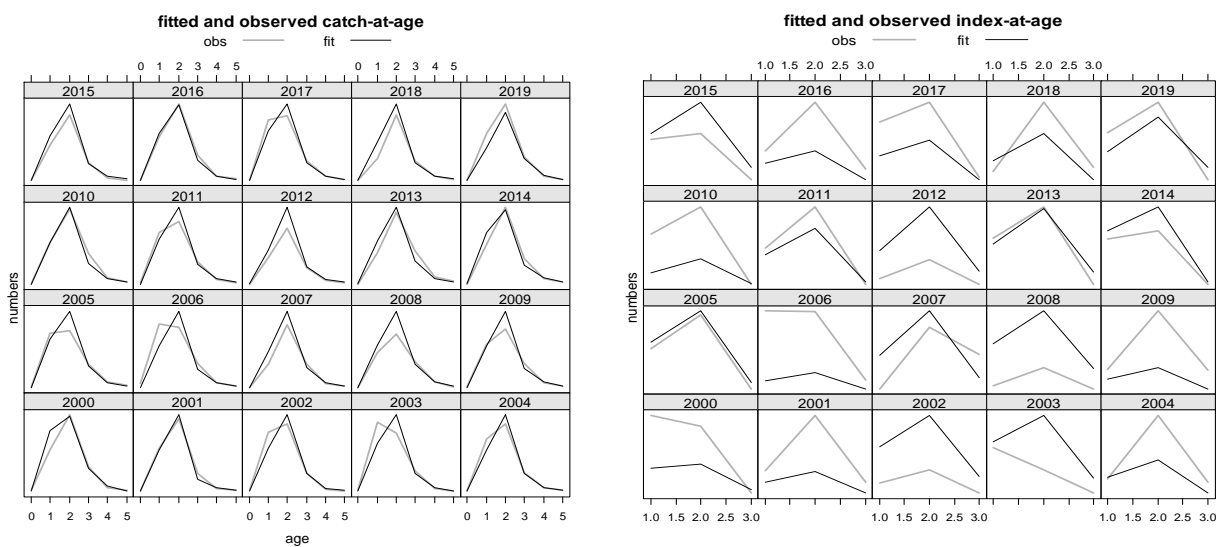 fitted and observed catch-at-age
obs fit
0 1 2 3 4 5 0 1 2 3 4 5
2015 2016 2017 2018 2019
2010 2011 2012 2013 2014
2005 2006 2007 2008 2009
2000 2001 2002 2003 2004
numbers
0 1 2 3 4 5 0 1 2 3 4 5 0 1 2 3 4 5
age
fitted and observed index-at-age
obs fit
1.0 1.5 2.0 2.5 3.0 1.0 1.5 2.0 2.5 3.0
2015 2016 2017 2018 2019
2010 2011 2012 2013 2014
2005 2006 2007 2008 2009
2000 2001 2002 2003 2004
numbers
1.0 1.5 2.0 2.5 3.0 1.0 1.5 2.0 2.5 3.0 1.0 1.5 2.0 2.5 3.0